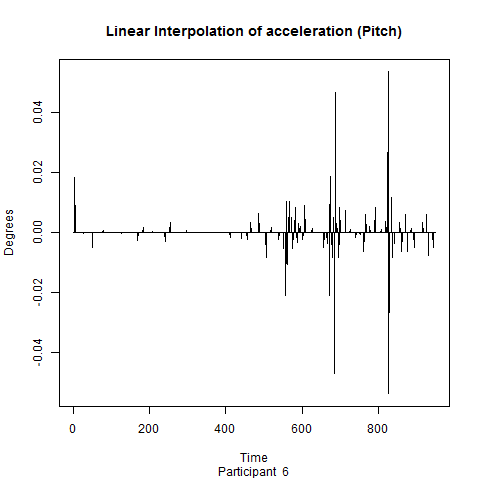 Linear Interpolation of acceleration (Pitch)
Degrees
0.04
0.02
0.00
-0.02
-0.04
0 200 400 600 800
Time
Participant 6